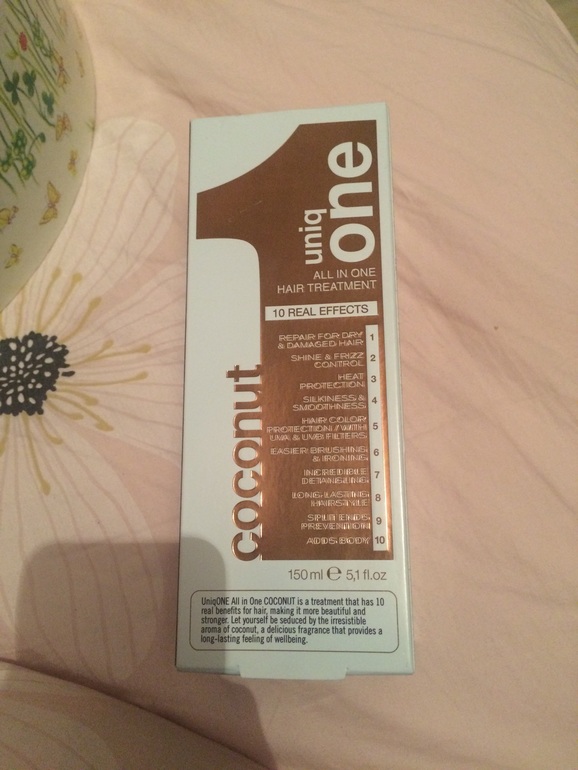 uniq
one
ALL IN ONE
HAIR TREATMENT
10 REAL EFFECTS
REPAIR FOR DRY
& DAMAGED HAIR 1
SHINE & FRIZZ
CONTROL 2
HEAT
PROTECTION 3
SILKINESS &
SMOOTHNESS 4
HAIR COLOR
PROTECTION / WITH
UVA & UVB FILTERS 5
EASIER BRUSHING
& IRONING 6
INCREDIBLE
DETANGLING 7
LONG-LASTING
HAIRSTYLE 8
SPLIT ENDS
PREVENTION 9
ADDS BODY 10
coconut
150 ml ℮ 5,1 fl.oz
UniqONE All in One COCONUT is a treatment that has 10
real benefits for hair, making it more beautiful and
stronger. Let yourself be seduced by the irresistible
aroma of coconut, a delicious fragrance that provides a
long-lasting feeling of wellbeing.